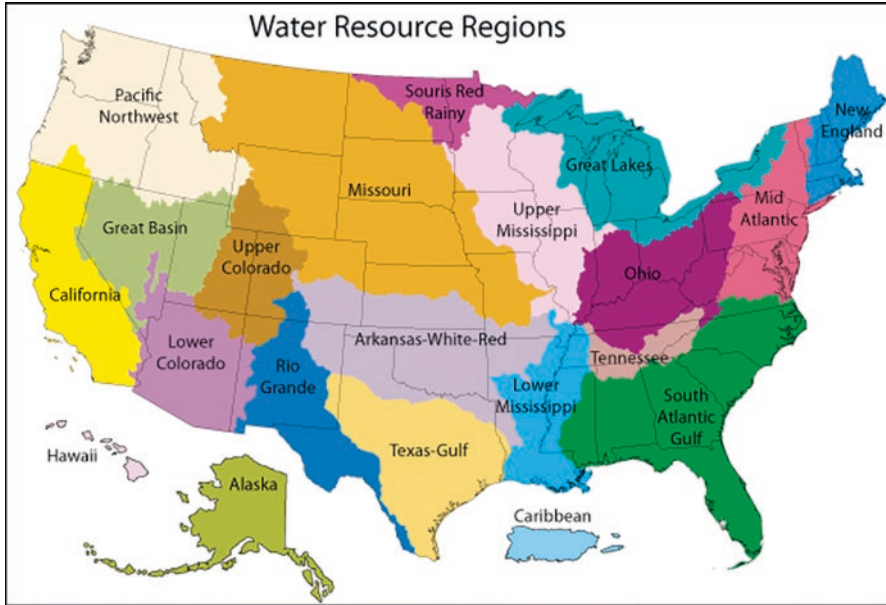 Water Resource Regions
Pacific
Northwest
Souris Red
Rainy
New
England
Great Lakes
Missouri
Mid
Atlantic
Great Basin
Upper
Mississippi
Upper
Colorado
Ohio
California
Lower
Colorado
Arkansas-White-Red
Tennessee
Rio
Grande
Lower
Mississippi
South
Atlantic
Gulf
Texas-Gulf
Hawaii
Alaska
Caribbean